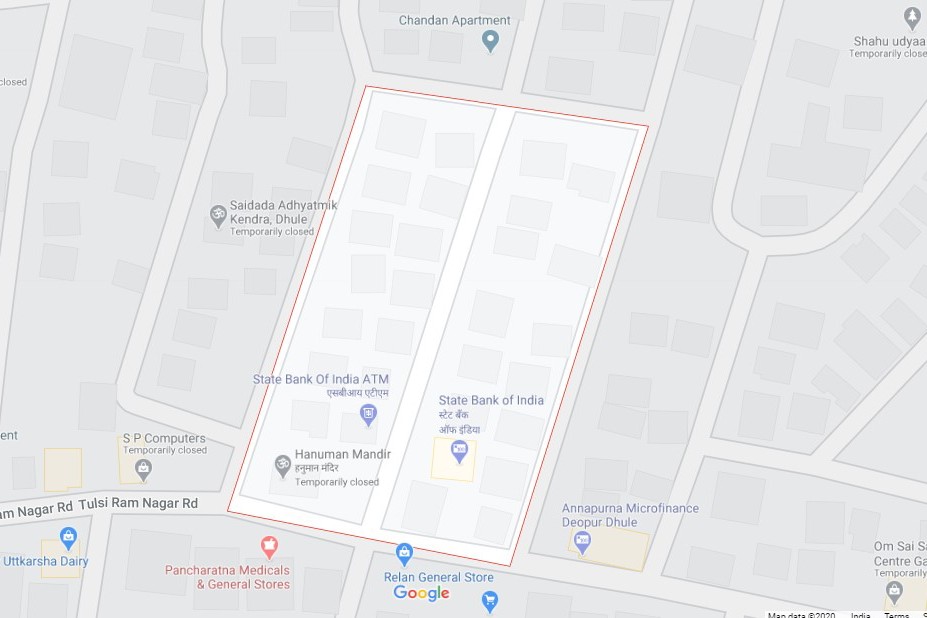 Chandan Apartment
Shahu udyaa
Temporarily close
closed
Saidada Adhyatmik
Kendra, Dhule
Temporarily closed
State Bank Of India ATM
एसबीआय एटीएम
State Bank of India
स्टेट बँक
ऑफ इंडिया
ent
S P Computers
Temporarily closed
Hanuman Mandir
हनुमान मंदिर
Temporarily closed
am Nagar Rd Tulsi Ram Nagar Rd
Annapurna Microfinance
Deopur Dhule
Uttkarsha Dairy
Pancharatna Medicals
& General Stores
Relan General Store
Google
Om Sai Sa
Centre Ga
Temporarily
Map data ©2020 India Terms S